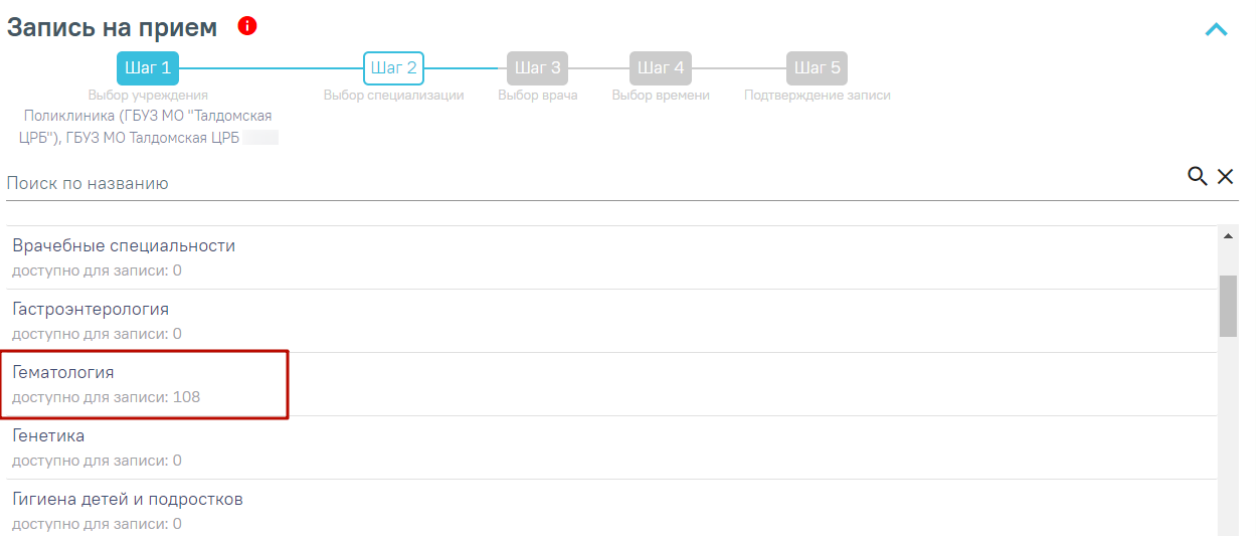 Запись на прием
Шаг 1 Шаг 2 Шаг 3 Шаг 4 Шаг 5
Выбор учреждения Выбор специализации Выбор врача Выбор времени Подтверждение записи
Поликлиника (ГБУЗ МО "Талдомская
ЦРБ"), ГБУЗ МО Талдомская ЦРБ
Поиск по названию
Врачебные специальности
доступно для записи: 0
Гастроэнтерология
доступно для записи: 0
Гематология
доступно для записи: 108
Генетика
доступно для записи: 0
Гигиена детей и подростков
доступно для записи: 0